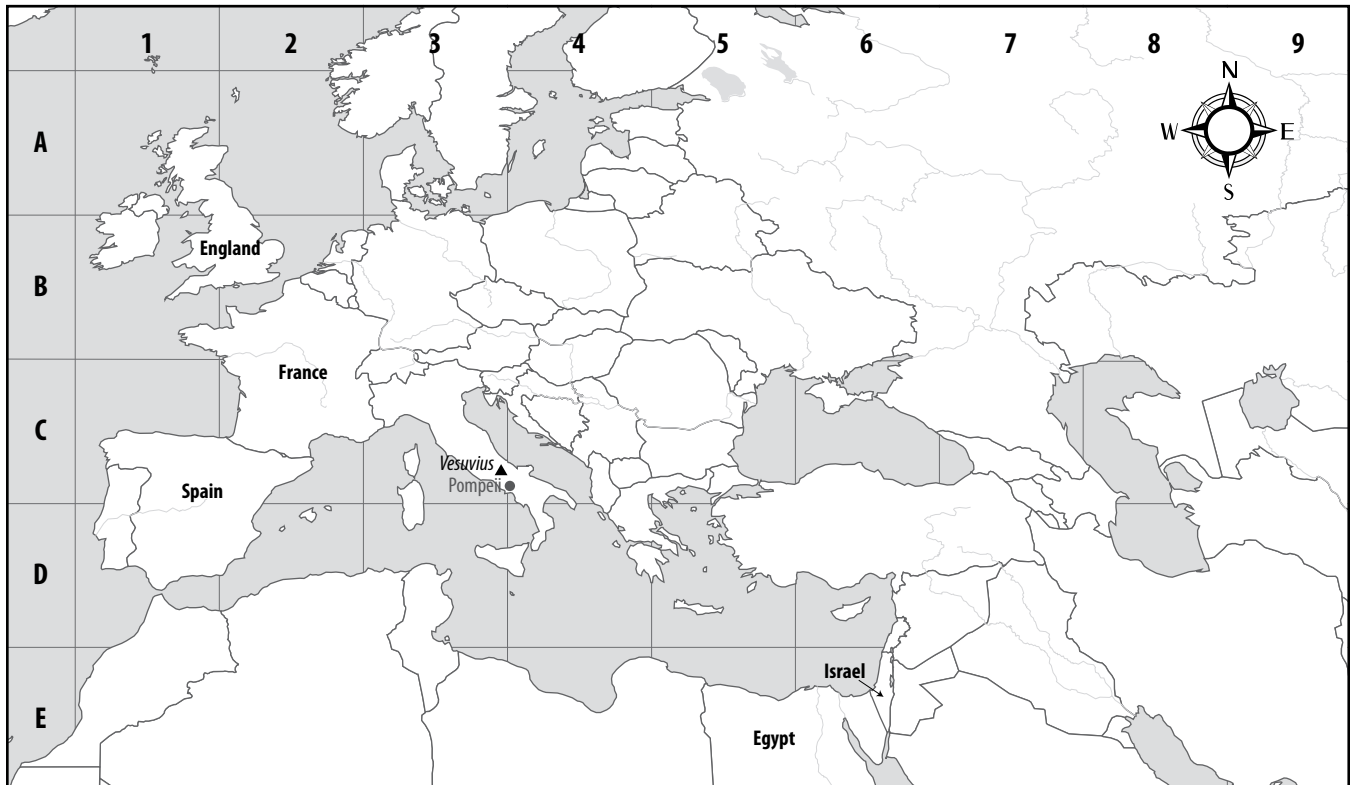 1 2 3 4 5 6 7 8 9
N
A
W E
S
England
B
France
C
Vesuvius
Pompeii
Spain
D
Israel
E
Egypt